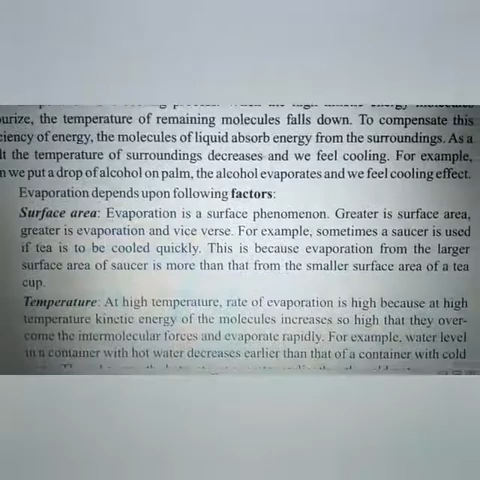 urize, the temperature of remaining molecules falls down. To compensate this
ciency of energy, the molecules of liquid absorb energy from the surroundings. As a
lt the temperature of surroundings decreases and we feel cooling. For example,
n we put a drop of alcohol on palm, the alcohol evaporates and we feel cooling effect.
Evaporation depends upon following factors:
Surface area: Evaporation is a surface phenomenon. Greater is surface area,
greater is evaporation and vice verse. For example, sometimes a saucer is used
if tea is to be cooled quickly. This is because evaporation from the larger
surface area of saucer is more than that from the smaller surface area of a tea
cup.
Temperature: At high temperature, rate of evaporation is high because at high
temperature kinetic energy of the molecules increases so high that they over-
come the intermolecular forces and evaporate rapidly. For example, water level
in a container with hot water decreases earlier than that of a container with cold